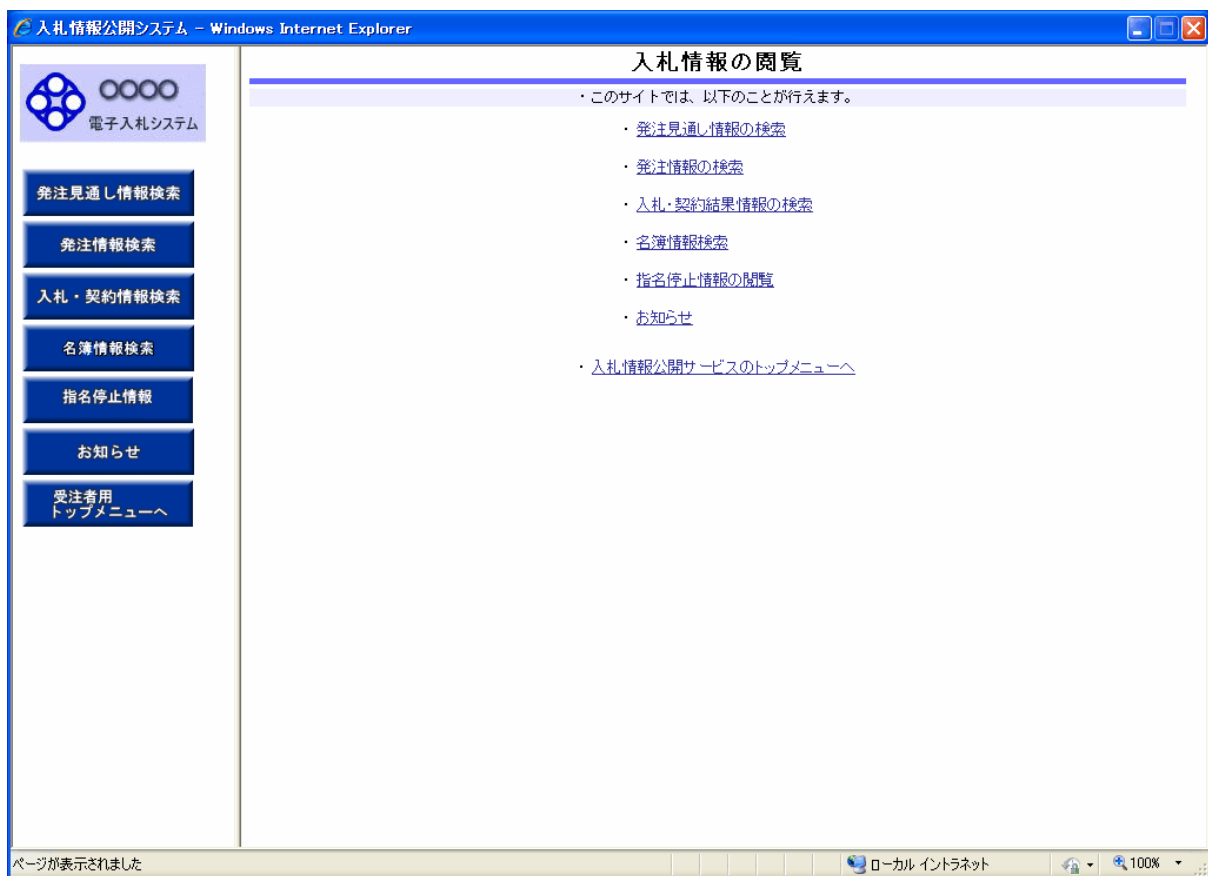 入札情報公開システム - Windows Internet Explorer
○○○○
電子入札システム
発注見通し情報検索
発注情報検索
入札・契約情報検索
名簿情報検索
指名停止情報
お知らせ
受注者用
トップメニューへ
入札情報の閲覧
・このサイトでは、以下のことが行えます。
・発注見通し情報の検索
・発注情報の検索
・入札・契約結果情報の検索
・名簿情報検索
・指名停止情報の閲覧
・お知らせ
・入札情報公開サービスのトップメニューへ
ページが表示されました
ローカル イントラネット
100%